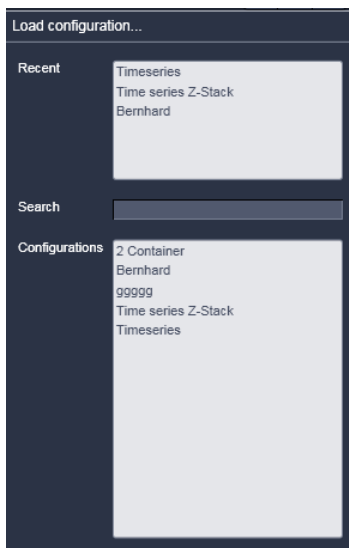 Load configuration...
Recent
Timeseries
Time series Z-Stack
Bernhard
Search
Configurations
2 Container
Bernhard
ggggg
Time series Z-Stack
Timeseries